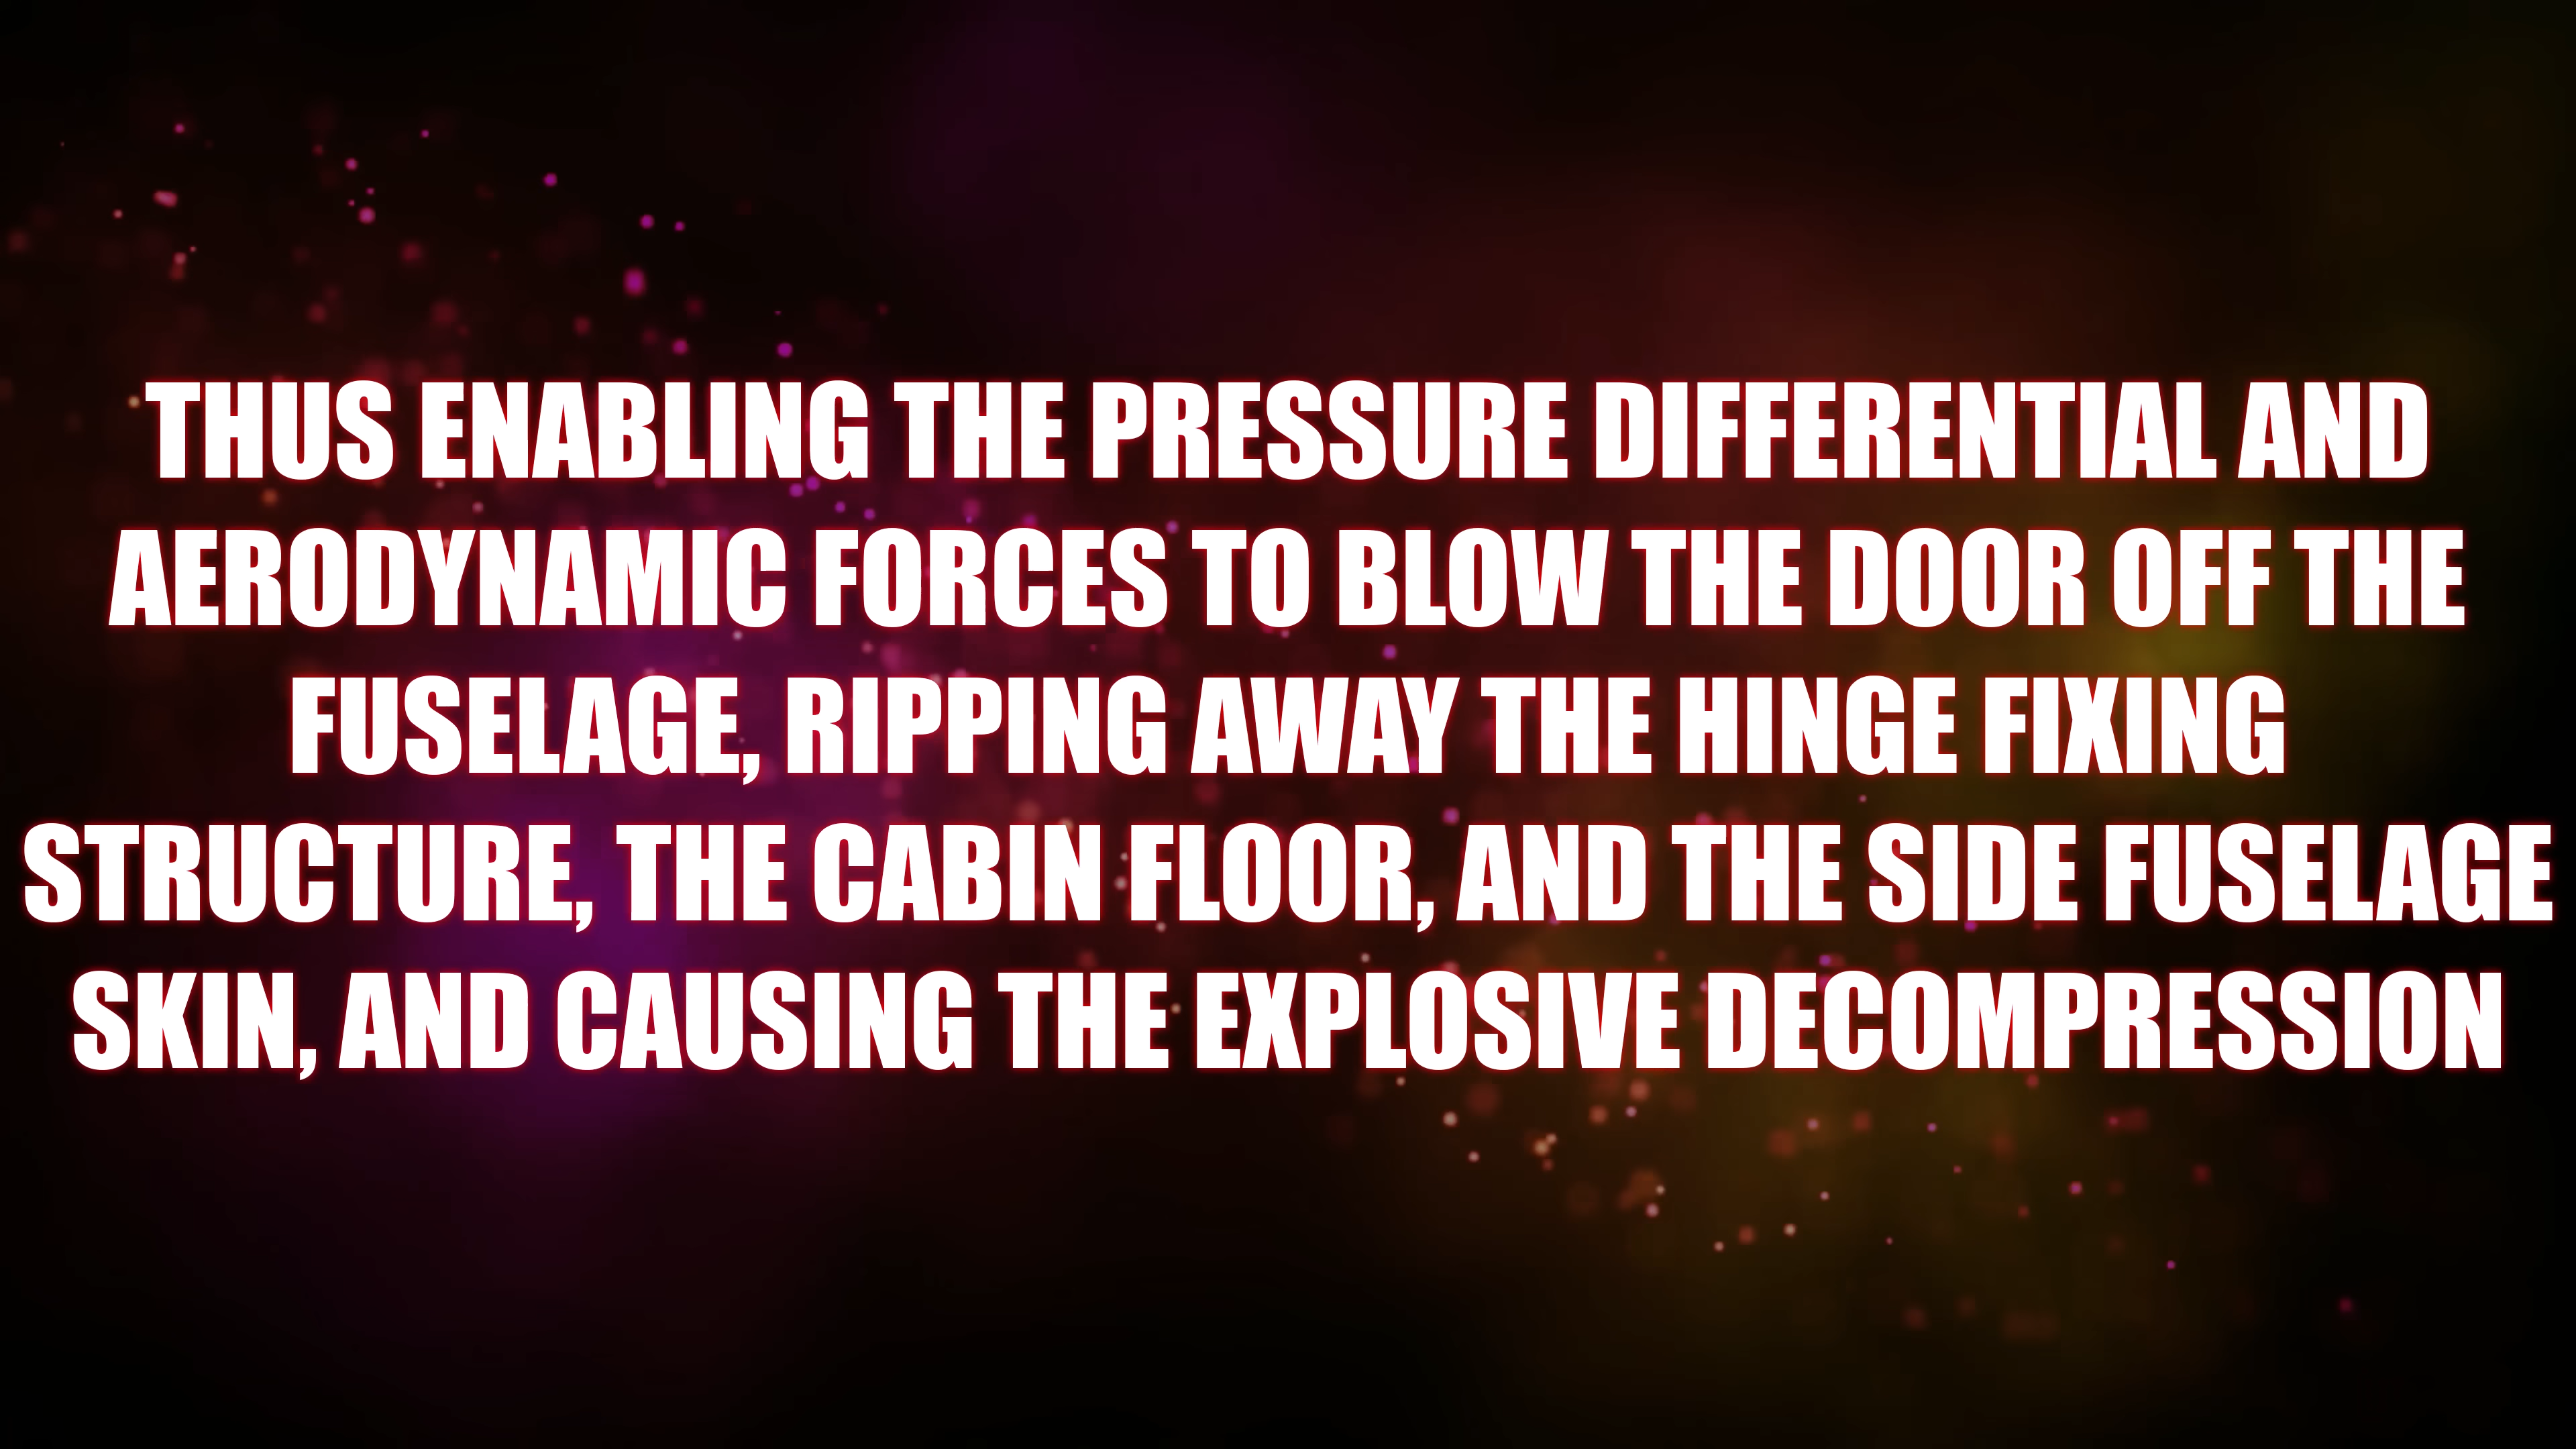 THUS ENABLING THE PRESSURE DIFFERENTIAL AND
AERODYNAMIC FORCES TO BLOW THE DOOR OFF THE
FUSELAGE, RIPPING AWAY THE HINGE FIXING
STRUCTURE, THE CABIN FLOOR, AND THE SIDE FUSELAGE
SKIN, AND CAUSING THE EXPLOSIVE DECOMPRESSION